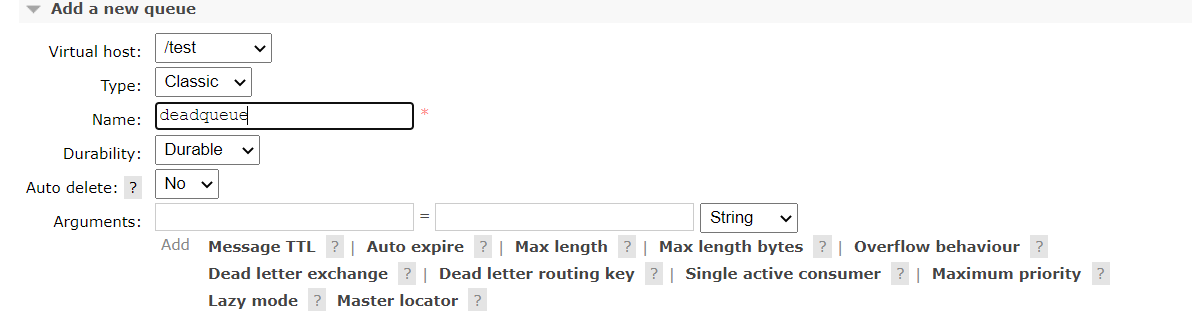 Add a new queue
Virtual host: /test
Type: Classic
Name: deadqueue *
Durability: Durable
Auto delete: ? No
Arguments: = String
Add Message TTL ? | Auto expire ? | Max length ? | Max length bytes ? | Overflow behaviour ?
Dead letter exchange ? | Dead letter routing key ? | Single active consumer ? | Maximum priority ?
Lazy mode ? Master locator ?